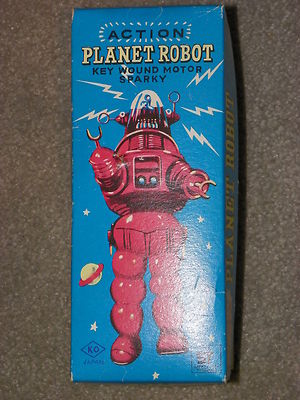 ACTION
PLANET ROBOT
KEY WOUND MOTOR
SPARKY
PLANET ROBOT
KO
JAPAN